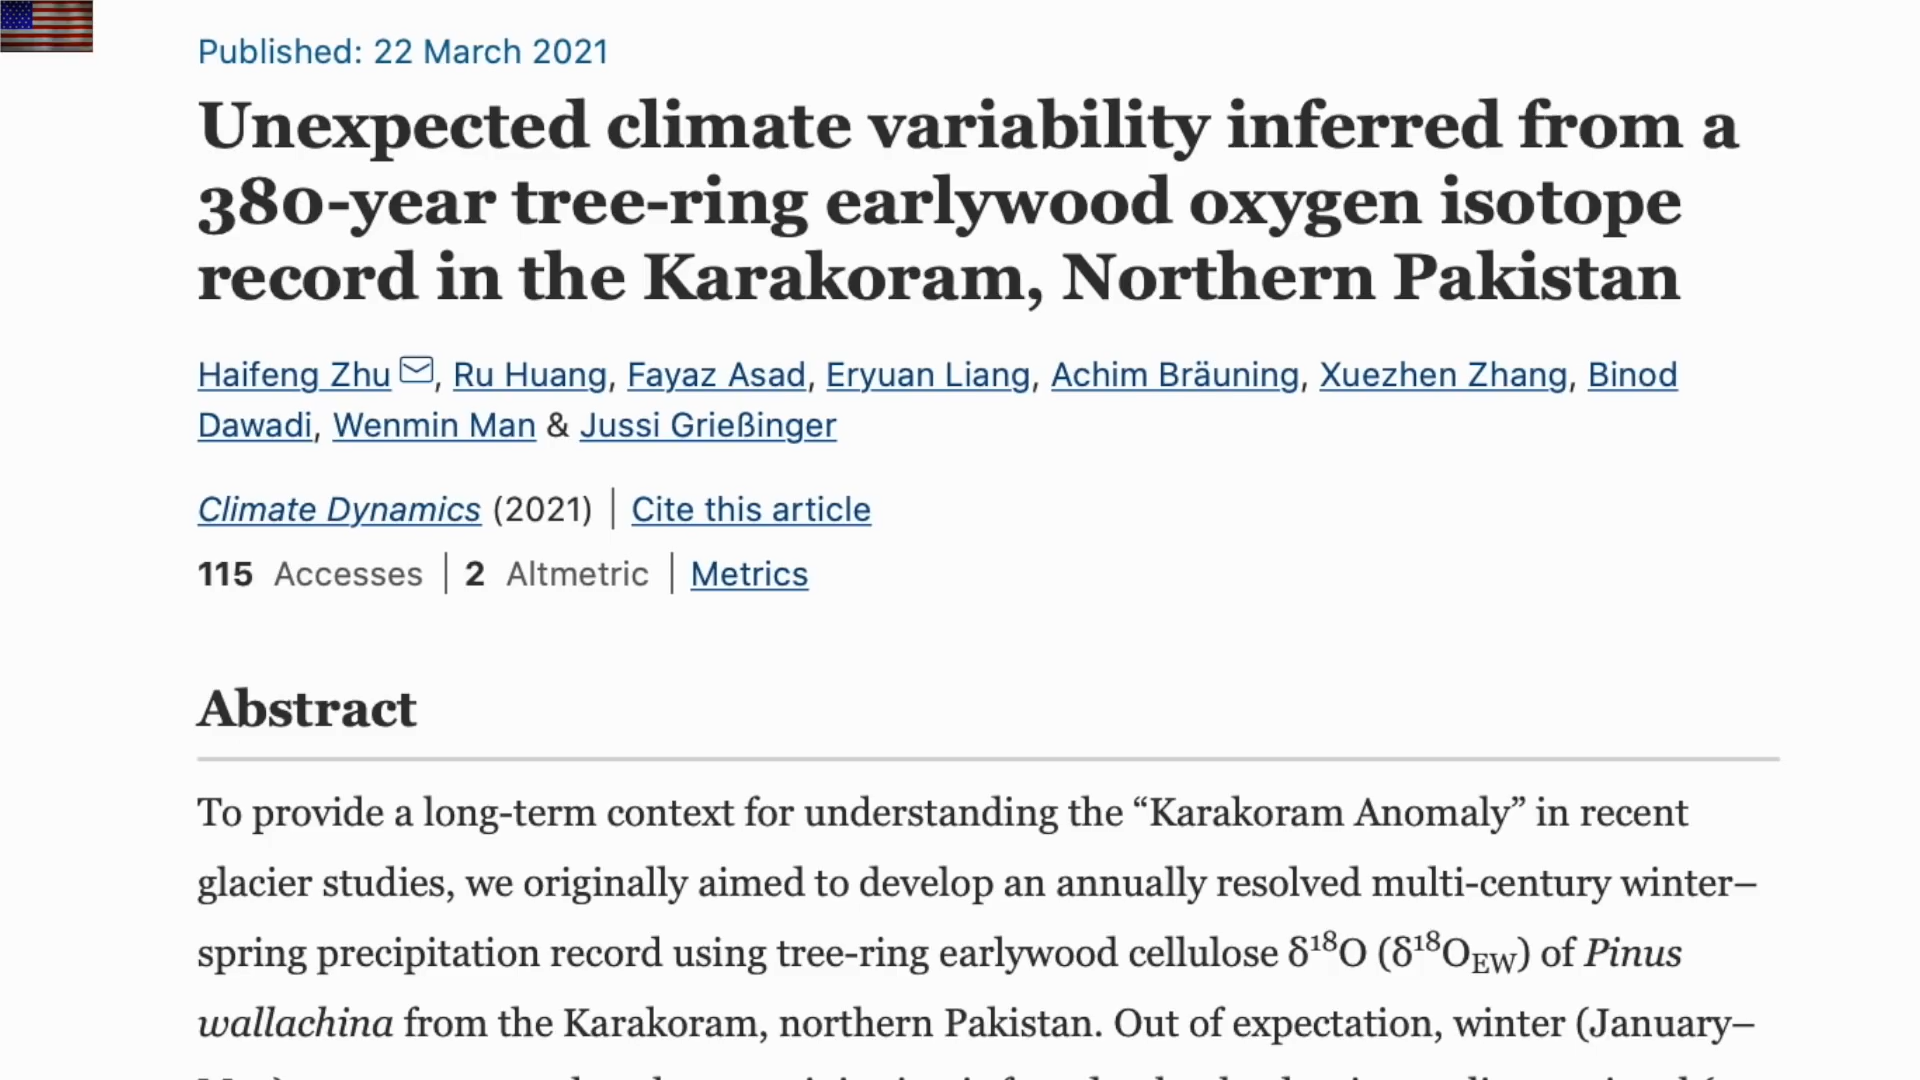 Published: 22 March 2021
Unexpected climate variability inferred from a
380-year tree-ring earlywood oxygen isotope
record in the Karakoram, Northern Pakistan
Haifeng Zhu, Ru Huang, Fayaz Asad, Eryuan Liang, Achim Bräuning, Xuezhen Zhang, Binod
Dawadi, Wenmin Man & Jussi Grießinger
Climate Dynamics (2021) | Cite this article
115 Accesses | 2 Altmetric | Metrics
Abstract
To provide a long-term context for understanding the “Karakoram Anomaly” in recent
glacier studies, we originally aimed to develop an annually resolved multi-century winter–
spring precipitation record using tree-ring earlywood cellulose δ¹⁸O (δ¹⁸O_EW) of Pinus
wallachina from the Karakoram, northern Pakistan. Out of expectation, winter (January–